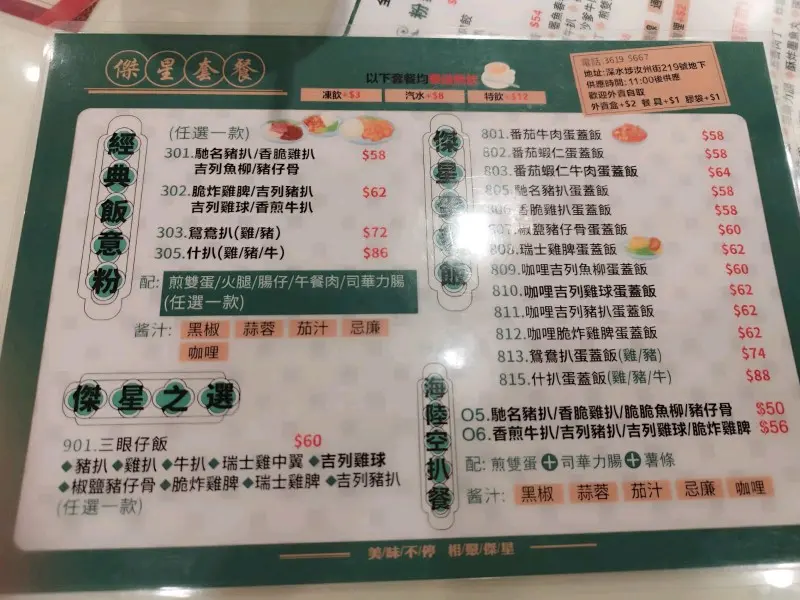 傑星套餐
以下套餐均
凍飲+$3 汽水+$8 特飲+$12
電話 3619 5667
地址:深水埗汝州街219號地下
供應時間: 11:00後供應
歡迎外賣自取
外賣盒+$2 餐具+$1 膠袋+$1
經典飯意粉
(任選一款)
301.馳名豬扒/香脆雞扒 $58
吉列魚柳/豬仔骨
302.脆炸雞脾/吉列豬扒 $62
吉列雞球/香煎牛扒
303.鴛鴦扒(雞/豬) $72
305.什扒(雞/豬/牛) $86
配: 煎雙蛋/火腿/腸仔/午餐肉/司華力腸
(任選一款)
醬汁: 黑椒 蒜蓉 茄汁 忌廉
咖哩
傑星之選
901.三眼仔飯 $60
◆豬扒◆雞扒◆牛扒◆瑞士雞中翼◆吉列雞球
◆椒鹽豬仔骨◆脆炸雞脾◆瑞士雞脾◆吉列豬扒
(任選一款)
801.番茄牛肉蛋蓋飯 $58
802.番茄蝦仁蛋蓋飯 $58
803.番茄蝦仁牛肉蛋蓋飯 $64
805.馳名豬扒蛋蓋飯 $58
806.香脆雞扒蛋蓋飯 $58
807.椒鹽豬仔骨蛋蓋飯 $60
808.瑞士雞脾蛋蓋飯 $62
809.咖哩吉列魚柳蛋蓋飯 $60
810.咖哩吉列雞球蛋蓋飯 $62
811.咖哩吉列豬扒蛋蓋飯 $62
812.咖哩脆炸雞脾蛋蓋飯 $62
813.鴛鴦扒蛋蓋飯(雞/豬) $74
815.什扒蛋蓋飯(雞/豬/牛) $88
海陸空扒餐
O5.馳名豬扒/香脆雞扒/脆脆魚柳/豬仔骨 $50
O6.香煎牛扒/吉列豬扒/吉列雞球/脆炸雞脾 $56
配: 煎雙蛋+司華力腸+薯條
醬汁: 黑椒 蒜蓉 茄汁 忌廉 咖哩
美味不停 相聚傑星